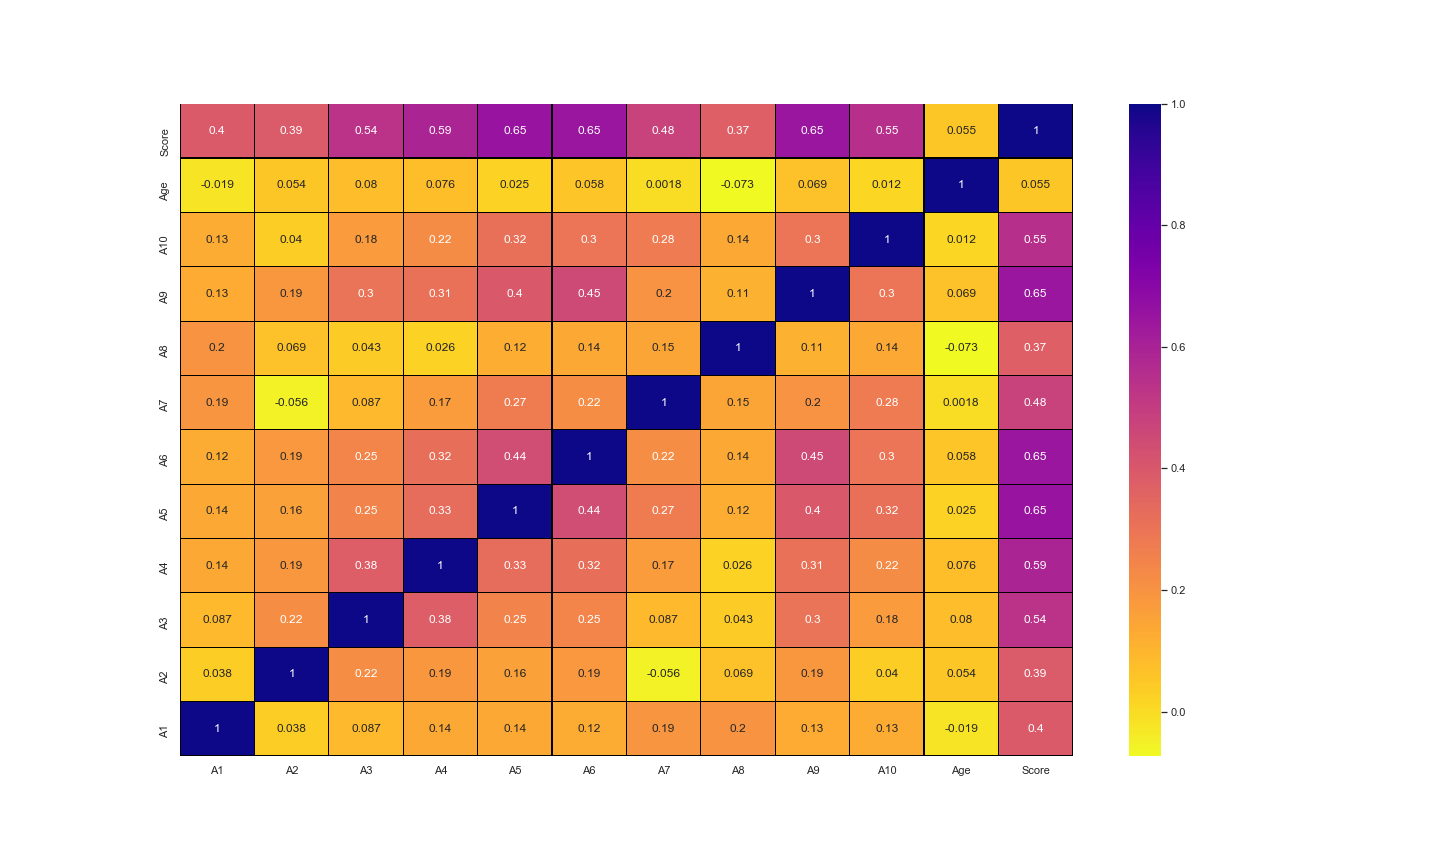 1.0
Score 0.4 0.39 0.54 0.59 0.65 0.65 0.48 0.37 0.65 0.55 0.055 1
Age -0.019 0.054 0.08 0.076 0.025 0.058 0.0018 -0.073 0.069 0.012 1 0.055
0.8
A10 0.13 0.04 0.18 0.22 0.32 0.3 0.28 0.14 0.3 1 0.012 0.55
A9 0.13 0.19 0.3 0.31 0.4 0.45 0.2 0.11 1 0.3 0.069 0.65
0.6
A8 0.2 0.069 0.043 0.026 0.12 0.14 0.15 1 0.11 0.14 -0.073 0.37
A7 0.19 -0.056 0.087 0.17 0.27 0.22 1 0.15 0.2 0.28 0.0018 0.48
A6 0.12 0.19 0.25 0.32 0.44 1 0.22 0.14 0.45 0.3 0.058 0.65
0.4
A5 0.14 0.16 0.25 0.33 1 0.44 0.27 0.12 0.4 0.32 0.025 0.65
A4 0.14 0.19 0.38 1 0.33 0.32 0.17 0.026 0.31 0.22 0.076 0.59
0.2
A3 0.087 0.22 1 0.38 0.25 0.25 0.087 0.043 0.3 0.18 0.08 0.54
A2 0.038 1 0.22 0.19 0.16 0.19 -0.056 0.069 0.19 0.04 0.054 0.39
0.0
A1 1 0.038 0.087 0.14 0.14 0.12 0.19 0.2 0.13 0.13 -0.019 0.4
A1 A2 A3 A4 A5 A6 A7 A8 A9 A10 Age Score